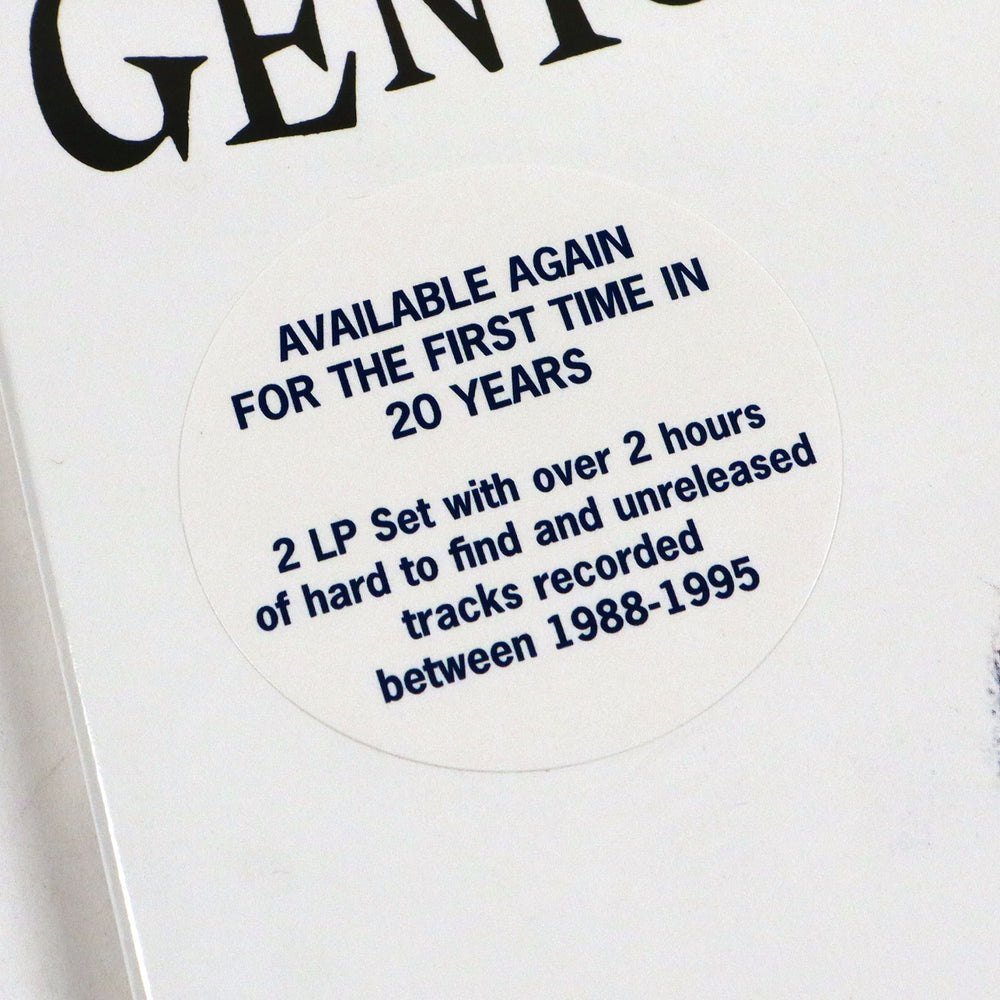 AVAILABLE AGAIN
FOR THE FIRST TIME IN
20 YEARS
2 LP Set with over 2 hours
of hard to find and unreleased
tracks recorded
between 1988-1995